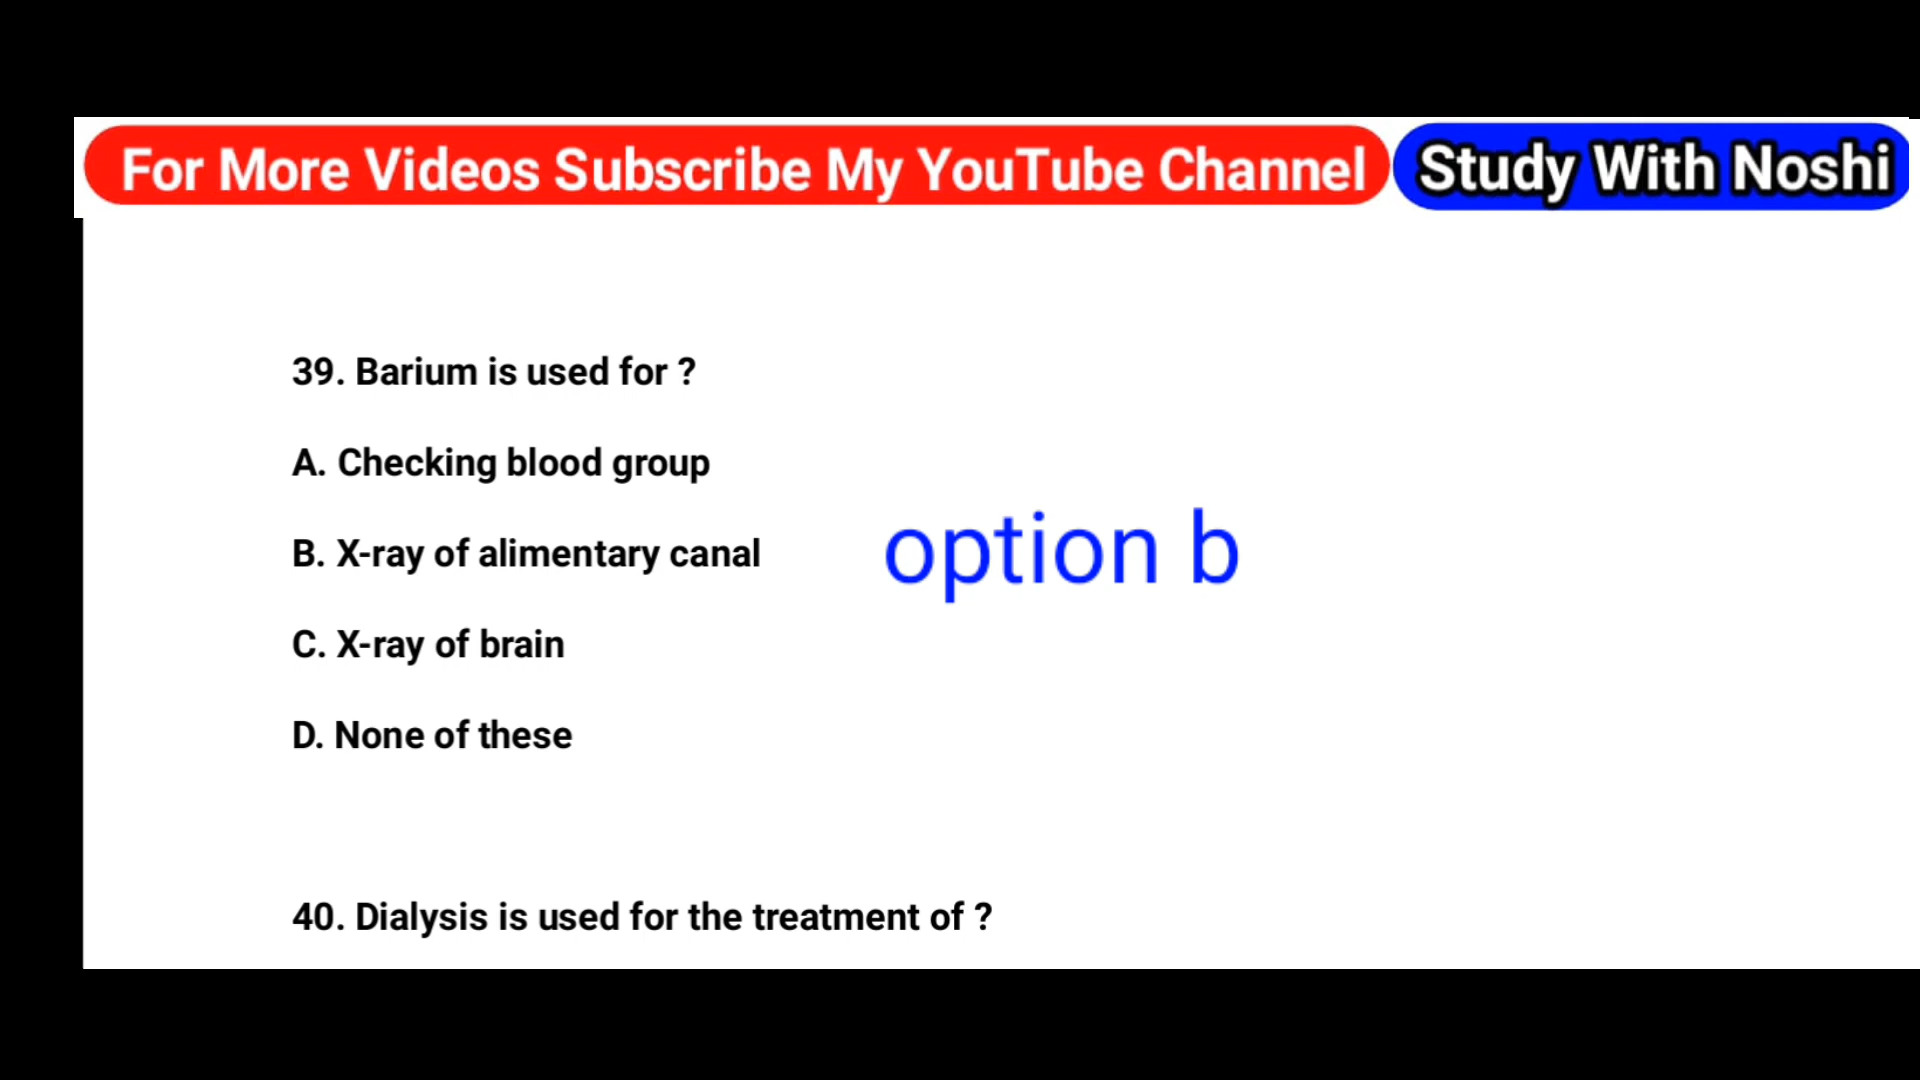 For More Videos Subscribe My YouTube Channel Study With Noshi
39. Barium is used for ?
A. Checking blood group
B. X-ray of alimentary canal
option b
C. X-ray of brain
D. None of these
40. Dialysis is used for the treatment of ?